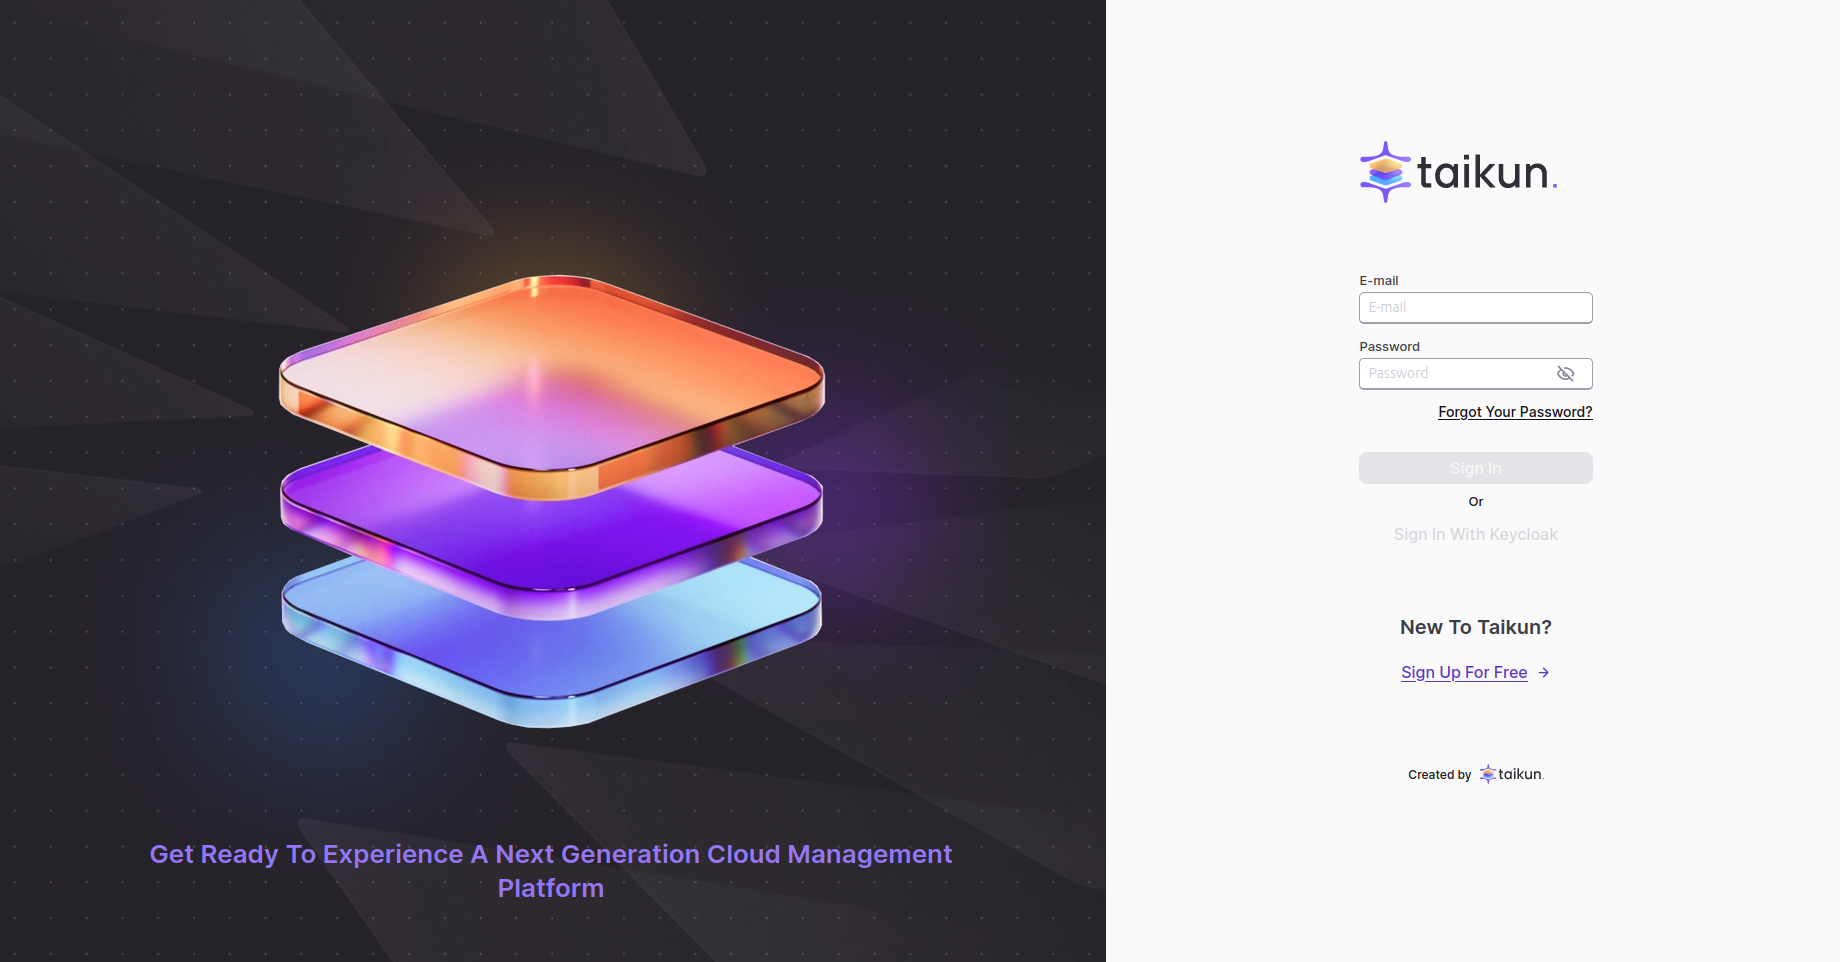 Get Ready To Experience A Next Generation Cloud Management
Platform
taikun.
E-mail
E-mail
Password
Password
Forgot Your Password?
Sign In
Or
Sign In With Keycloak
New To Taikun?
Sign Up For Free
Created by taikun.